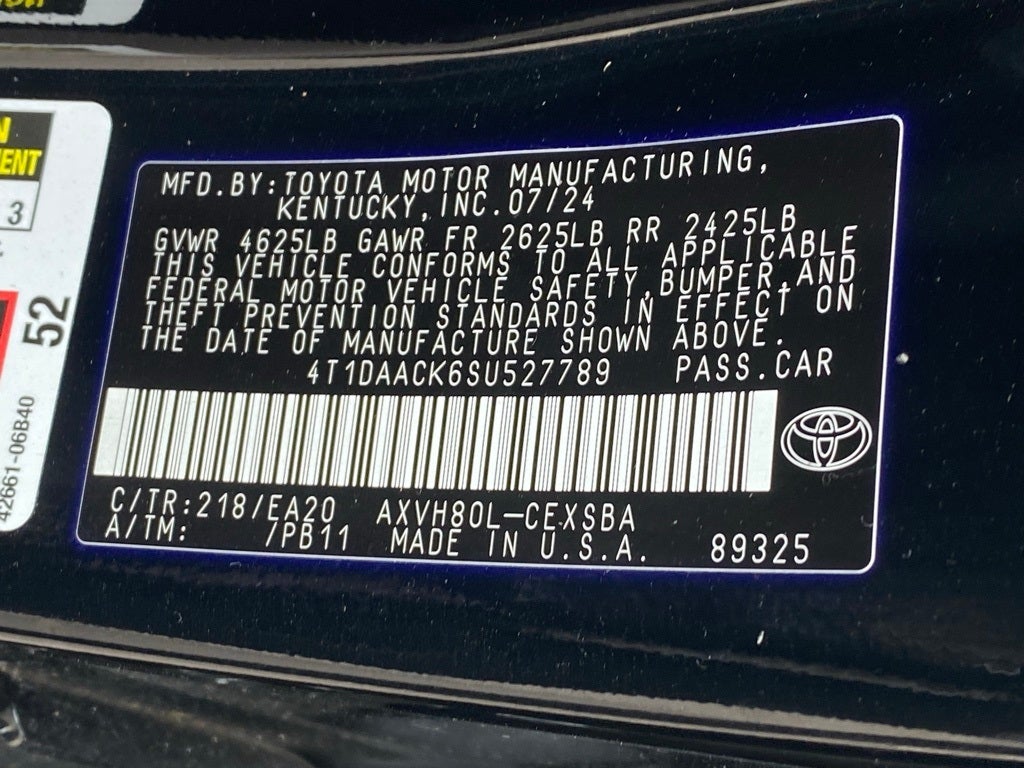 MFD.BY:TOYOTA MOTOR MANUFACTURING,
KENTUCKY,INC.07/24
GVWR 4625LB GAWR FR 2625LB RR 2425LB
THIS VEHICLE CONFORMS TO ALL APPLICABLE
FEDERAL MOTOR VEHICLE SAFETY,BUMPER,AND
THEFT PREVENTION STANDARDS IN EFFECT ON
THE DATE OF MANUFACTURE SHOWN ABOVE.
4T1DAACK6SU527789 PASS.CAR
C/TR:218/EA20 AXVH80L-CEXSBA
A/TM: /PB11 MADE IN U.S.A. 89325
3
52
42661-06B40